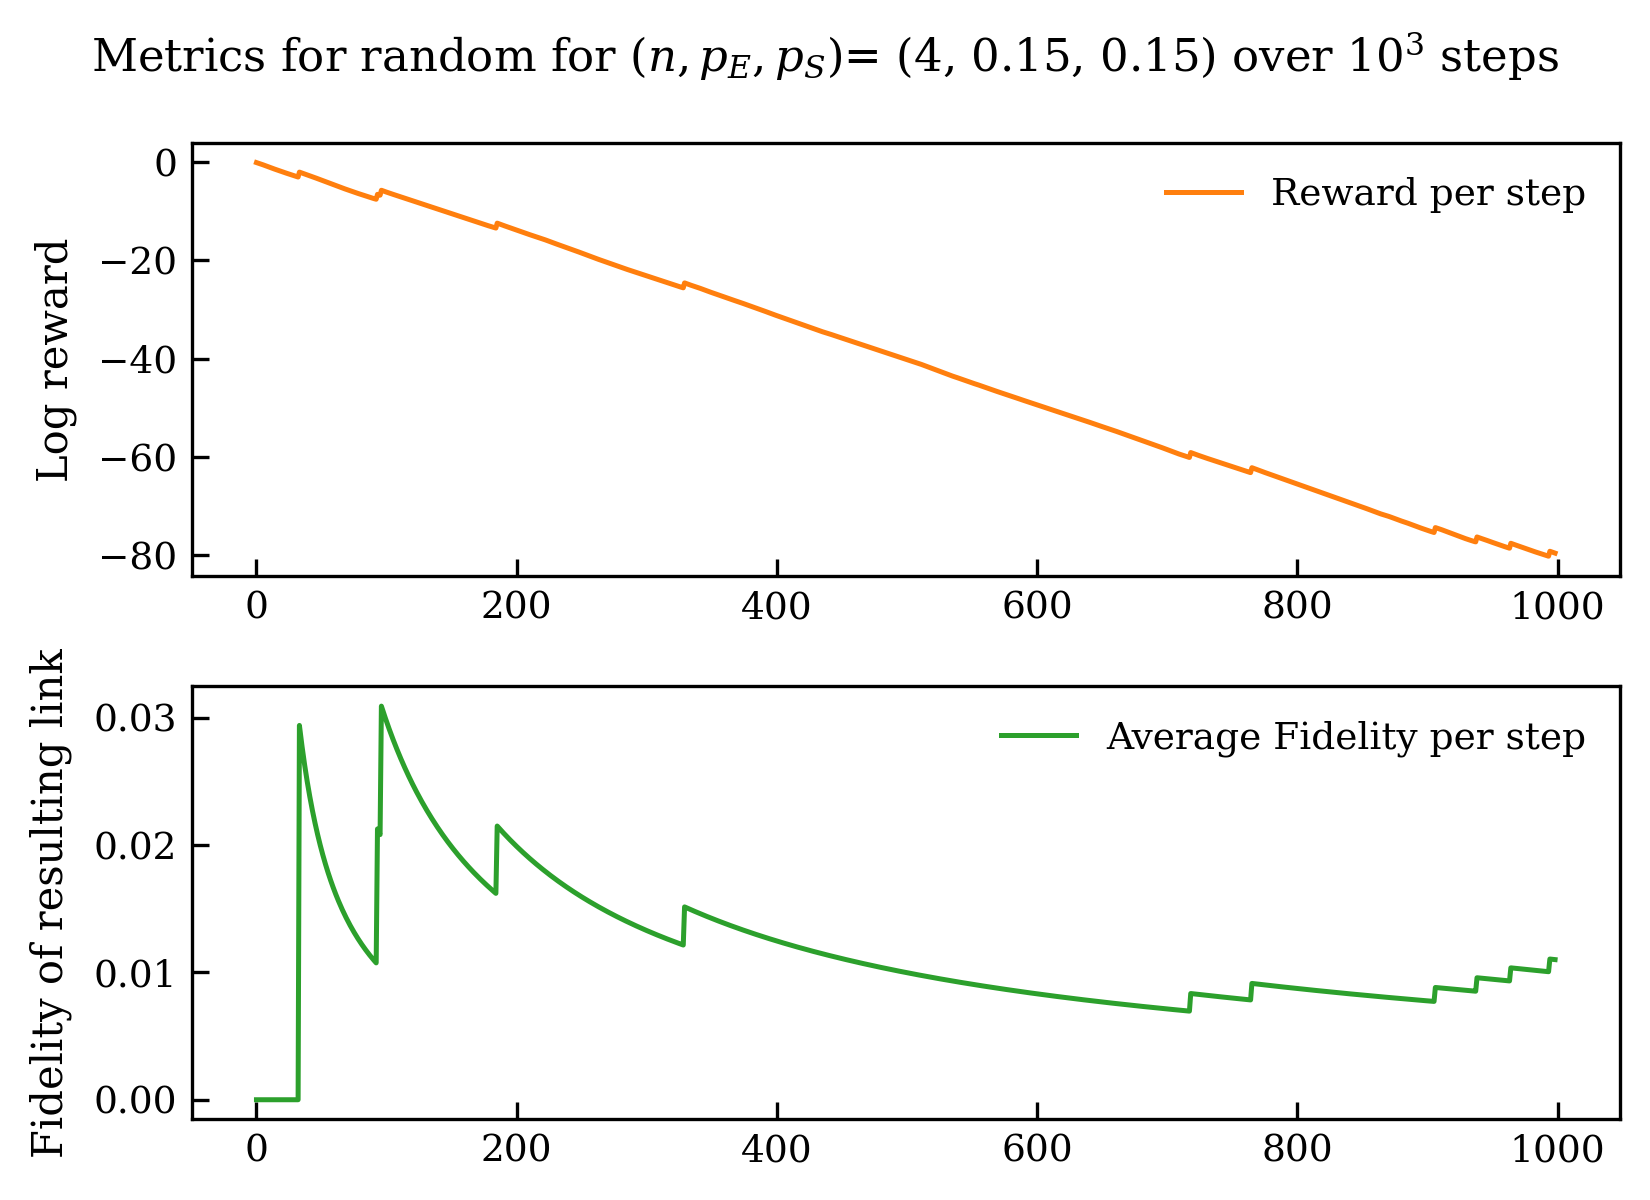 Metrics for random for (n, p_E, p_S)= (4, 0.15, 0.15) over 10³ steps
0
−20
−40
−60
−80
Log reward
Reward per step
0 200 400 600 800 1000
0.03
0.02
0.01
0.00
Fidelity of resulting link
Average Fidelity per step
0 200 400 600 800 1000